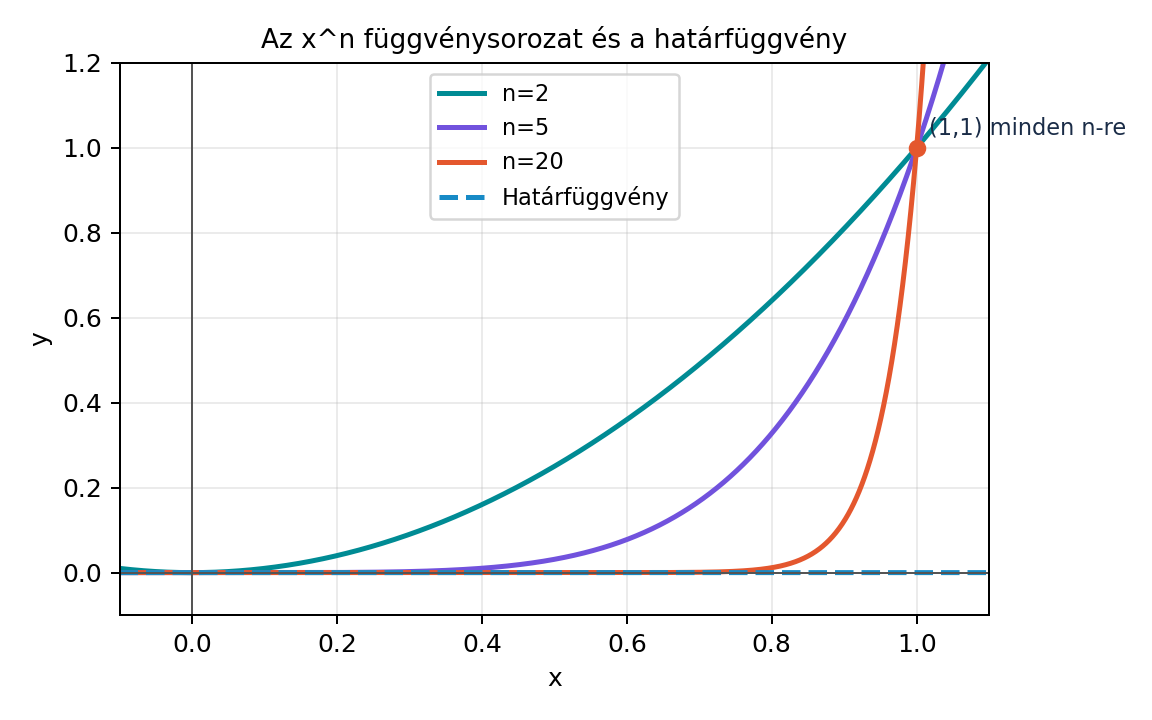 Az x^n függvénysorozat és a határfüggvény
n=2
n=5
n=20
Határfüggvény
(1,1) minden n-re
1.2
1.0
0.8
0.6
0.4
0.2
0.0
y
0.0 0.2 0.4 0.6 0.8 1.0
x